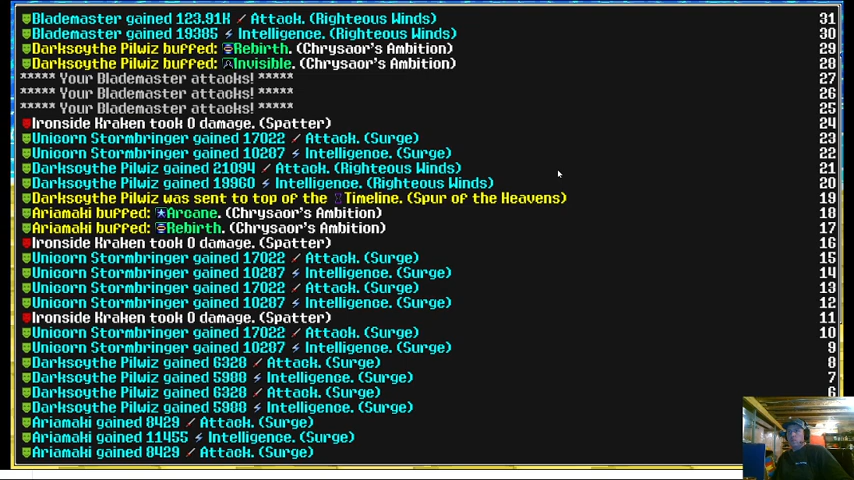 Blademaster gained 123.91K Attack. (Righteous Winds) 31
Blademaster gained 19385 Intelligence. (Righteous Winds) 30
Darkscythe Pilwiz buffed: Rebirth. (Chrysaor's Ambition) 29
Darkscythe Pilwiz buffed: Invisible. (Chrysaor's Ambition) 28
***** Your Blademaster attacks! ***** 27
***** Your Blademaster attacks! ***** 26
***** Your Blademaster attacks! ***** 25
Ironside Kraken took 0 damage. (Spatter) 24
Unicorn Stormbringer gained 17022 Attack. (Surge) 23
Unicorn Stormbringer gained 10287 Intelligence. (Surge) 22
Darkscythe Pilwiz gained 21094 Attack. (Righteous Winds) 21
Darkscythe Pilwiz gained 19960 Intelligence. (Righteous Winds) 20
Darkscythe Pilwiz was sent to top of the Timeline. (Spur of the Heavens) 19
Ariamaki buffed: Arcane. (Chrysaor's Ambition) 18
Ariamaki buffed: Rebirth. (Chrysaor's Ambition) 17
Ironside Kraken took 0 damage. (Spatter) 16
Unicorn Stormbringer gained 17022 Attack. (Surge) 15
Unicorn Stormbringer gained 10287 Intelligence. (Surge) 14
Unicorn Stormbringer gained 17022 Attack. (Surge) 13
Unicorn Stormbringer gained 10287 Intelligence. (Surge) 12
Ironside Kraken took 0 damage. (Spatter) 11
Unicorn Stormbringer gained 17022 Attack. (Surge) 10
Unicorn Stormbringer gained 10287 Intelligence. (Surge) 9
Darkscythe Pilwiz gained 6328 Attack. (Surge) 8
Darkscythe Pilwiz gained 5988 Intelligence. (Surge) 7
Darkscythe Pilwiz gained 6328 Attack. (Surge) 6
Darkscythe Pilwiz gained 5988 Intelligence. (Surge)
Ariamaki gained 8429 Attack. (Surge)
Ariamaki gained 11455 Intelligence. (Surge)
Ariamaki gained 8429 Attack. (Surge)